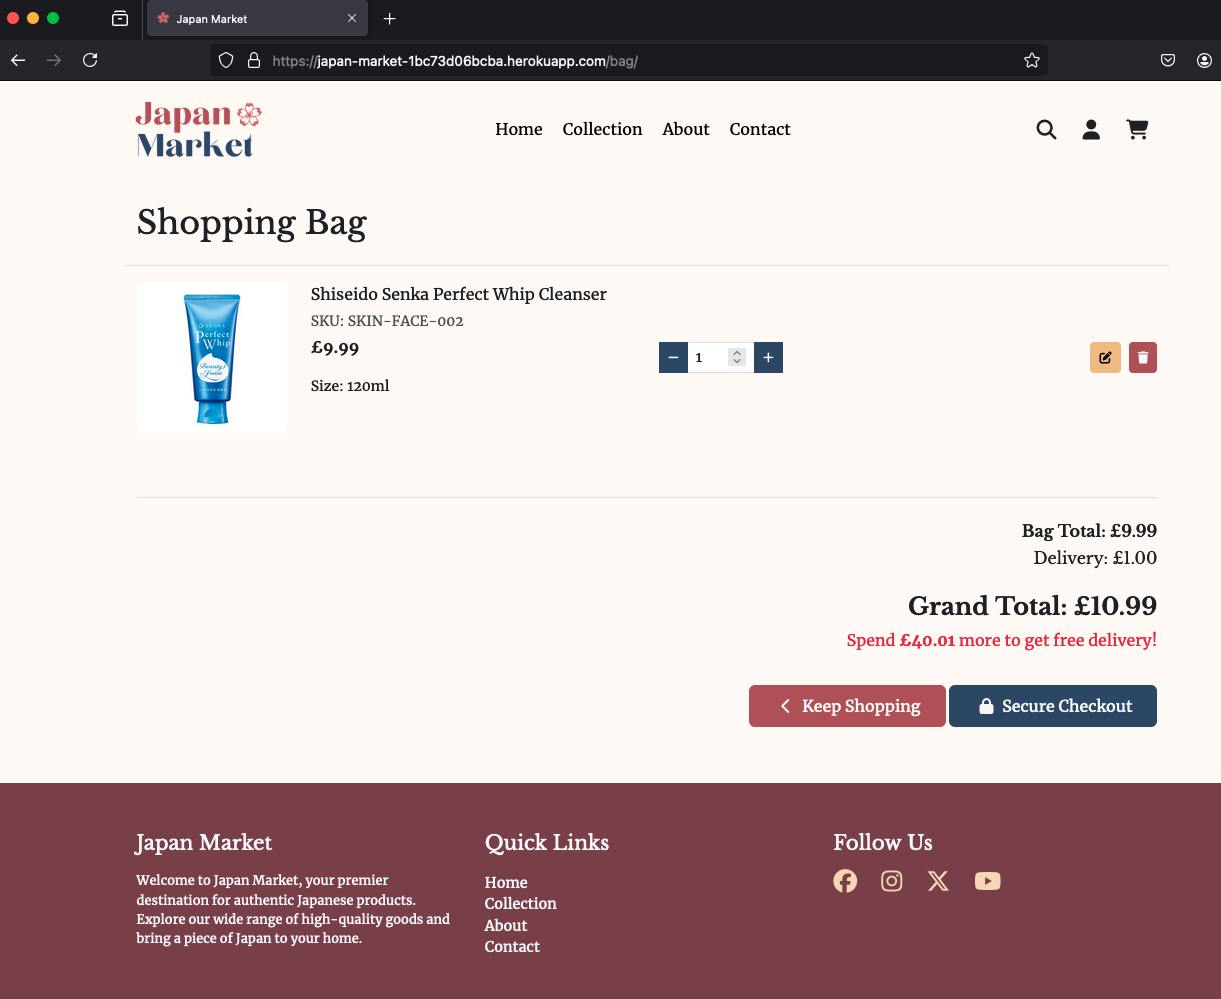 Japan Market
https://japan-market-1bc73d06bcba.herokuapp.com/bag/
Japan
Market
Home Collection About Contact
Shopping Bag
Shiseido Senka Perfect Whip Cleanser
SKU: SKIN-FACE-002
£9.99
Size: 120ml
SENKA
Perfect
Whip
Beauty
Foam
1
Bag Total: £9.99
Delivery: £1.00
Grand Total: £10.99
Spend £40.01 more to get free delivery!
Keep Shopping
Secure Checkout
Japan Market
Welcome to Japan Market, your premier
destination for authentic Japanese products.
Explore our wide range of high-quality goods and
bring a piece of Japan to your home.
Quick Links
Home
Collection
About
Contact
Follow Us